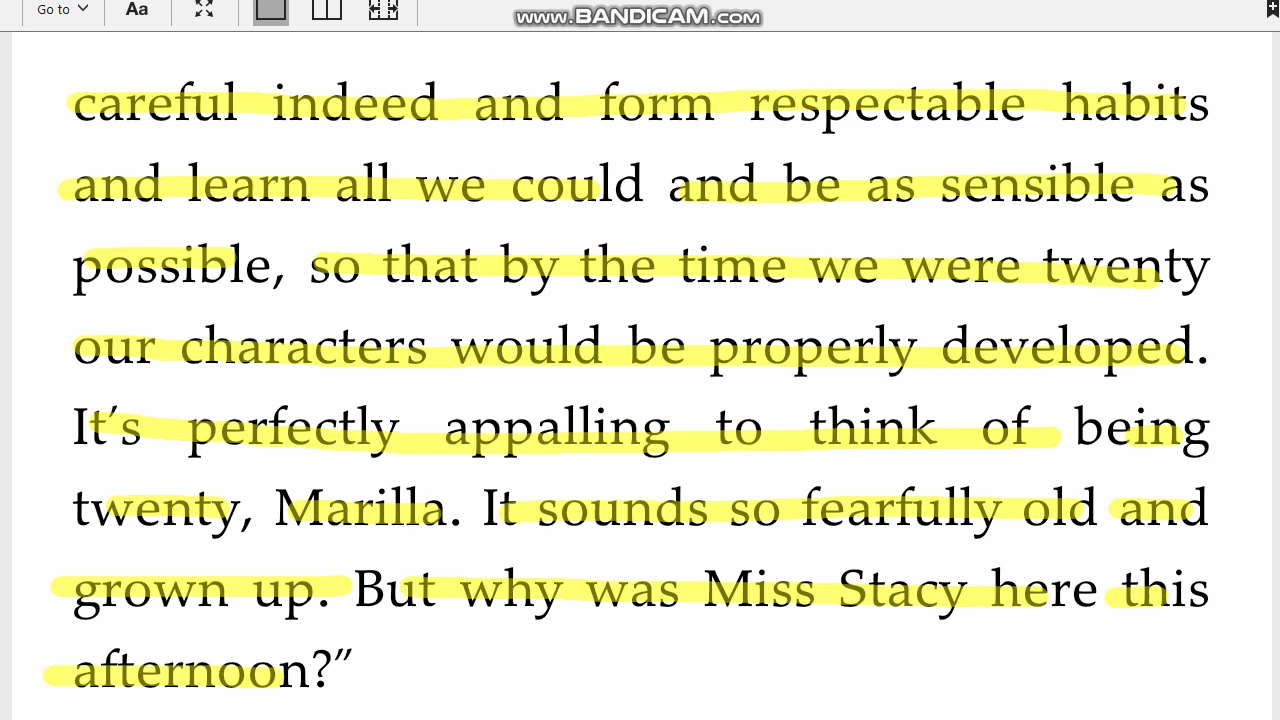 Go to Aa
www.BANDICAM.com
careful indeed and form respectable habits
and learn all we could and be as sensible as
possible, so that by the time we were twenty
our characters would be properly developed.
It’s perfectly appalling to think of being
twenty, Marilla. It sounds so fearfully old and
grown up. But why was Miss Stacy here this
afternoon?”